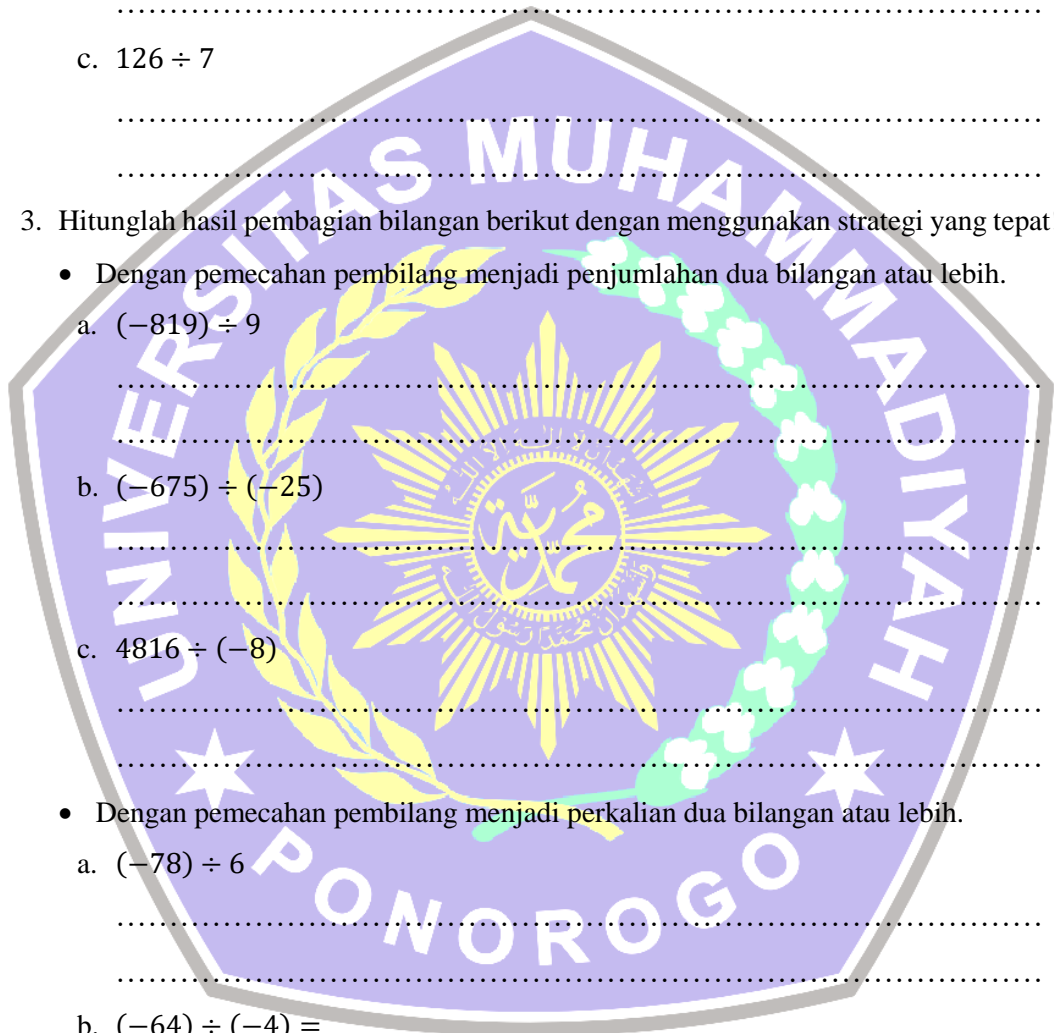 ……………………………………………………………………………………
c. 126 ÷ 7
……………………………………………………………………………………
……………………………………………………………………………………
3. Hitunglah hasil pembagian bilangan berikut dengan menggunakan strategi yang tepat
• Dengan pemecahan pembilang menjadi penjumlahan dua bilangan atau lebih.
a. (−819) ÷ 9
……………………………………………………………………………………
……………………………………………………………………………………
b. (−675) ÷ (−25)
……………………………………………………………………………………
……………………………………………………………………………………
c. 4816 ÷ (−8)
……………………………………………………………………………………
……………………………………………………………………………………
• Dengan pemecahan pembilang menjadi perkalian dua bilangan atau lebih.
a. (−78) ÷ 6
……………………………………………………………………………………
……………………………………………………………………………………
b. (−64) ÷ (−4) =
UNIVERSITAS MUHAMMADIYAH
PONOROGO